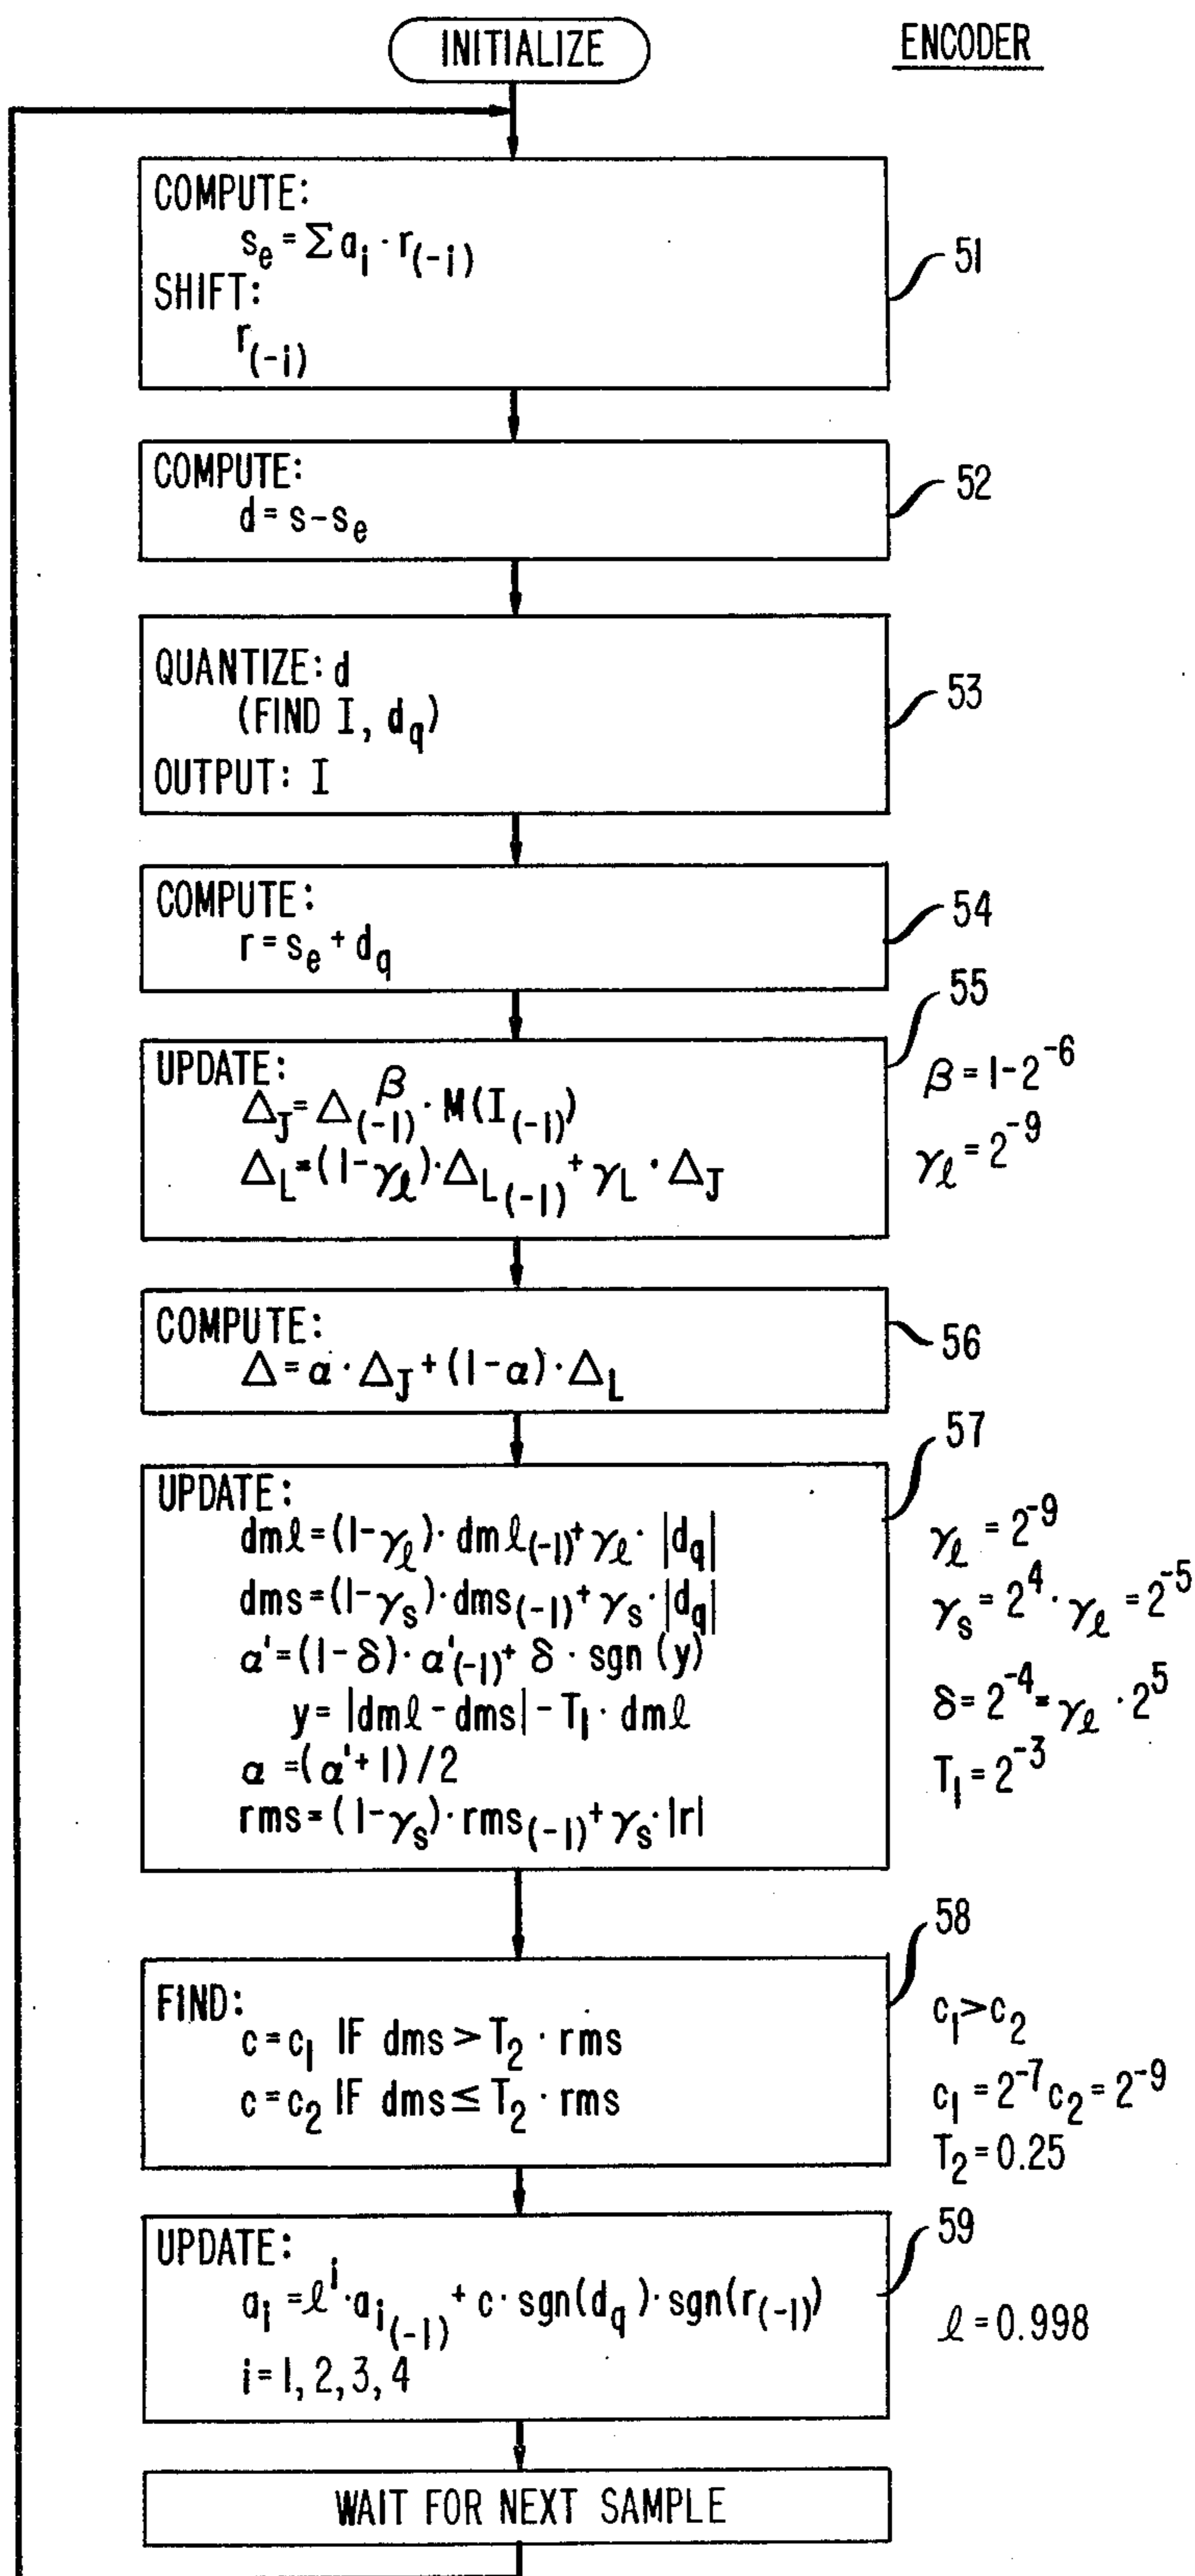 INITIALIZE
ENCODER
COMPUTE:
s_e = Σ a_i · r_(-i)
SHIFT:
r_(-i)
51
COMPUTE:
d = s - s_e
52
QUANTIZE: d
(FIND I, d_q)
OUTPUT: I
53
COMPUTE:
r = s_e + d_q
54
UPDATE:
Δ_J = Δ_(-1)^β · M(I_(-1))
Δ_L = (1-γ_ℓ) · Δ_L(-1) + γ_L · Δ_J
55
β = 1-2^-6
γ_ℓ = 2^-9
COMPUTE:
Δ = α · Δ_J + (1-α) · Δ_L
56
UPDATE:
dmℓ = (1-γ_ℓ) · dmℓ_(-1) + γ_ℓ · |d_q|
dms = (1-γ_s) · dms_(-1) + γ_s · |d_q|
α' = (1-δ) · α'_(-1) + δ · sgn (y)
y = |dmℓ - dms| - T_1 · dmℓ
α = (α' + 1) / 2
rms = (1-γ_s) · rms_(-1) + γ_s · |r|
57
γ_ℓ = 2^-9
γ_s = 2^4 · γ_ℓ = 2^-5
δ = 2^-4 = γ_ℓ · 2^5
T_1 = 2^-3
FIND:
c = c_1 IF dms > T_2 · rms
c = c_2 IF dms ≤ T_2 · rms
58
c_1 > c_2
c_1 = 2^-7 c_2 = 2^-9
T_2 = 0.25
UPDATE:
a_i = ℓ^i · a_i(-1) + c · sgn(d_q) · sgn(r_(-1))
i = 1, 2, 3, 4
59
ℓ = 0.998
WAIT FOR NEXT SAMPLE